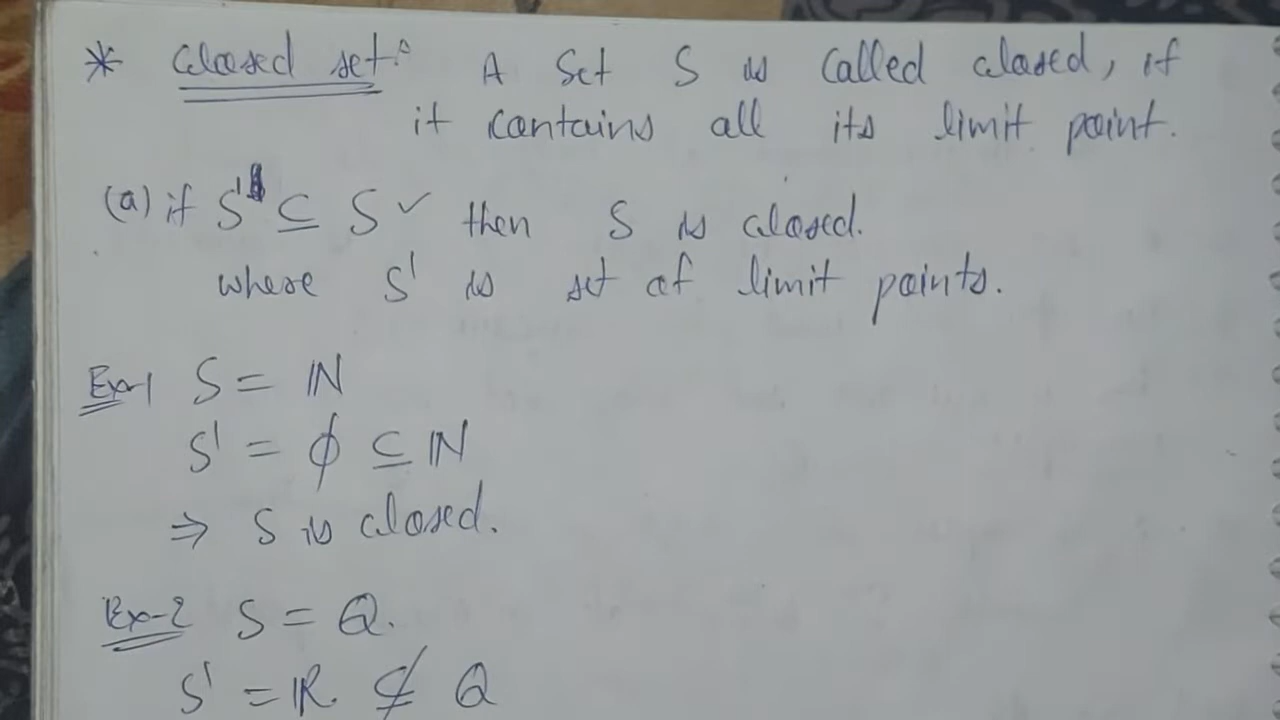 * Closed set: A Set S is called closed, if
it contains all its limit point.
(a) if S' ⊆ S ✓ then S is closed.
where S' is set of limit points.
Ex-1 S = ℕ
S' = ϕ ⊆ ℕ
⇒ S is closed.
Ex-2 S = Q.
S' = ℝ. ⊈ Q